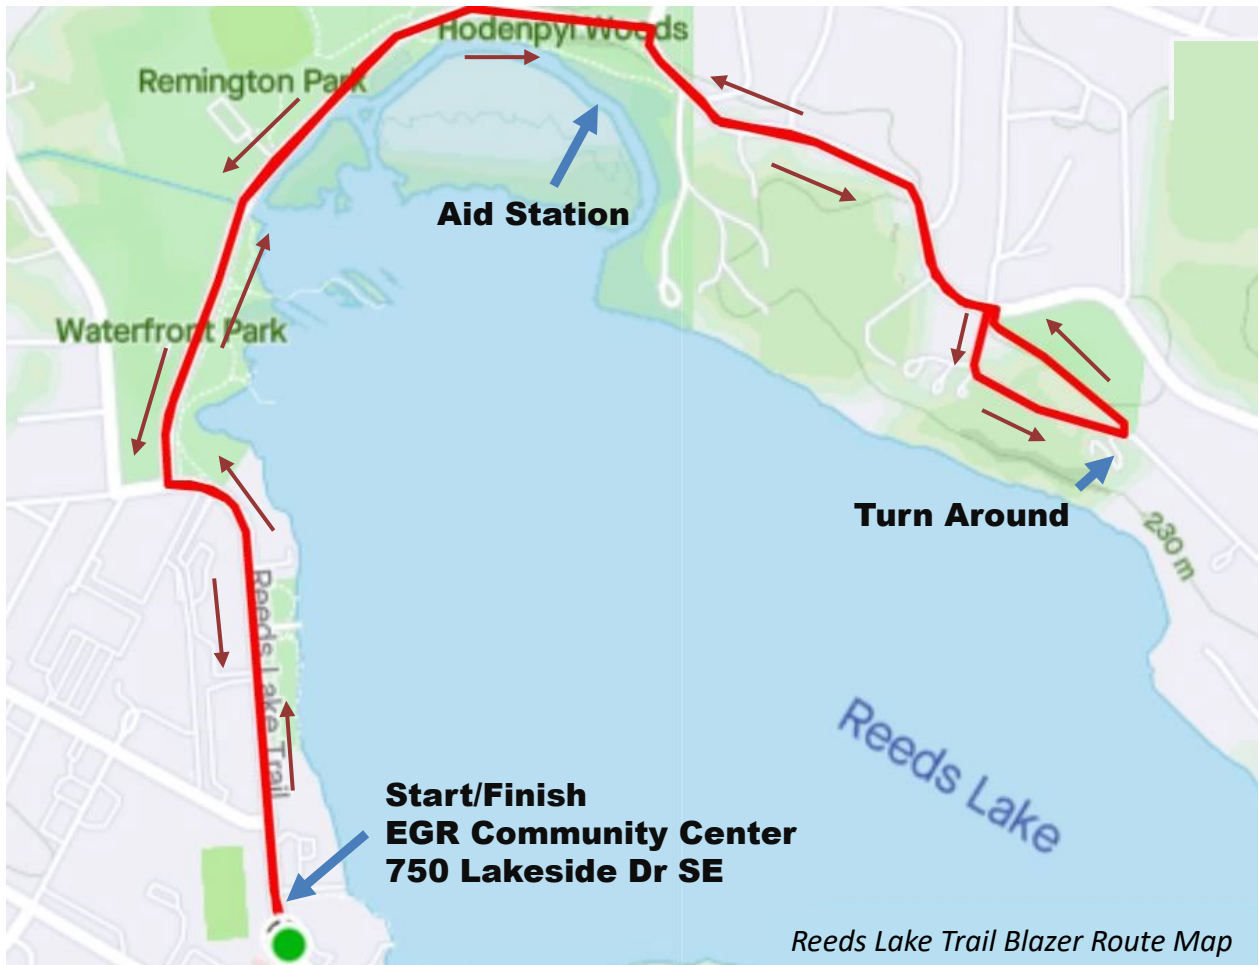 Hodenpyl Woods
Remington Park
Aid Station
Waterfront Park
Turn Around
230 m
Reeds Lake Trail
Reeds Lake
Start/Finish
EGR Community Center
750 Lakeside Dr SE
Reeds Lake Trail Blazer Route Map